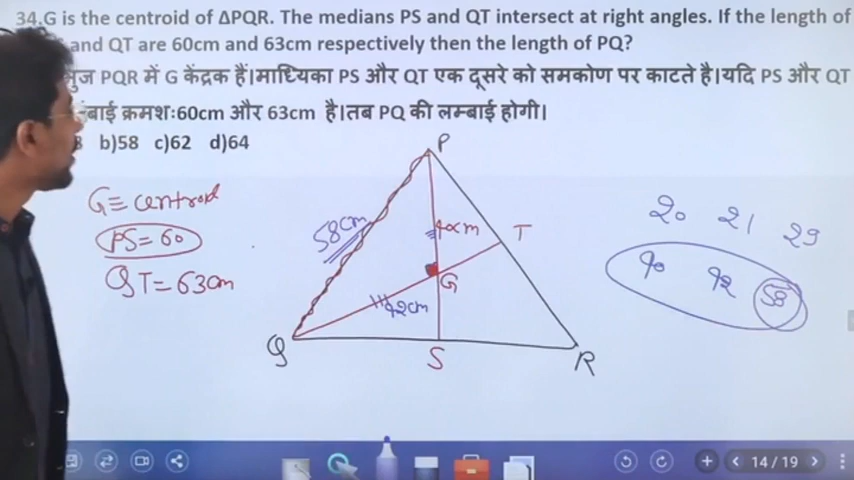 34.G is the centroid of ΔPQR. The medians PS and QT intersect at right angles. If the length of
and QT are 60cm and 63cm respectively then the length of PQ?
PQR में G केंद्रक हैं।माध्यिका PS और QT एक दूसरे को समकोण पर काटते है।यदि PS और QT
क्रमशः60cm और 63cm है।तब PQ की लम्बाई होगी।
b)58 c)62 d)64
G≡ centroid
PS=60
QT=63cm
P
58cm
40cm
T
G
42cm
Q
S
R
20 21 29
40 42 58
14/19